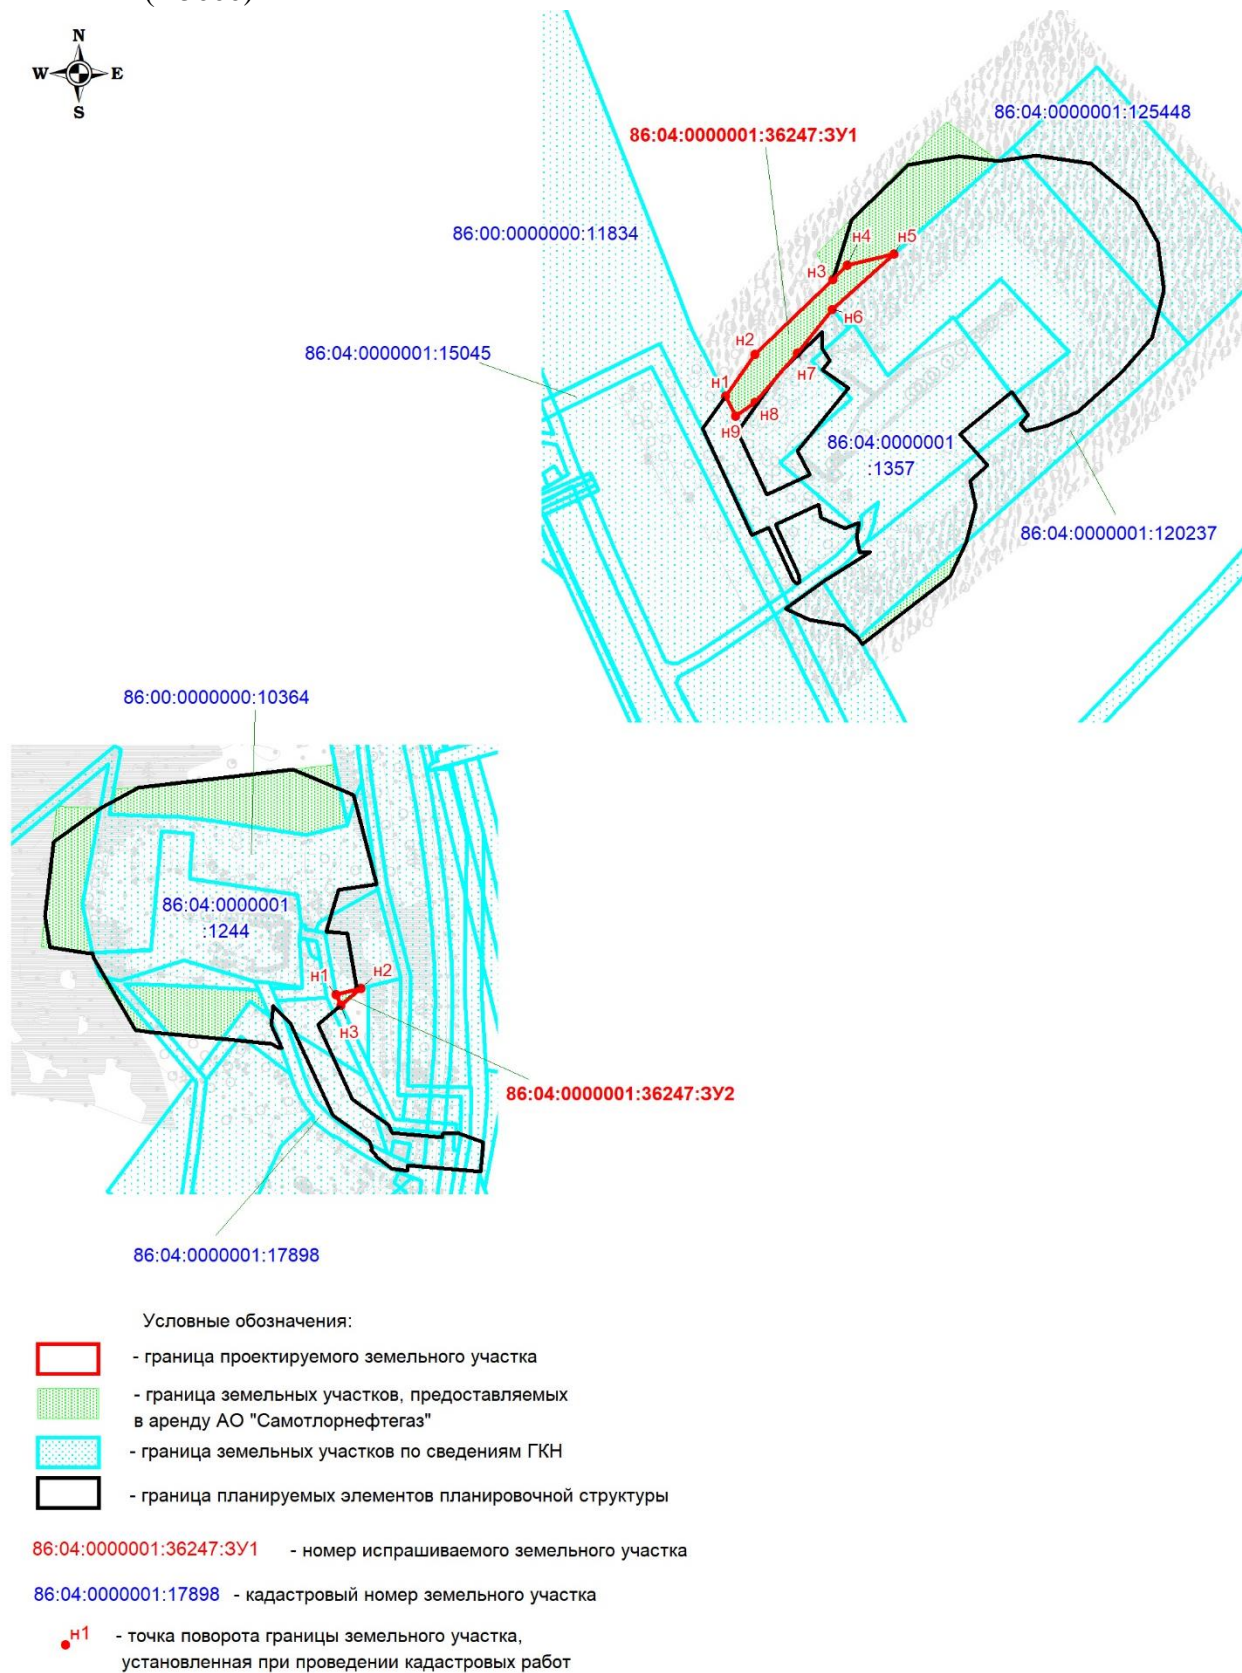 N
W E
S
86:04:0000001:125448
86:04:0000001:36247:ЗУ1
86:00:0000000:11834
н4
н5
н3
н6
н2
86:04:0000001:15045
н7
н1
н8
н9
86:04:0000001
:1357
86:04:0000001:120237
86:00:0000000:10364
86:04:0000001
:1244
н1
н2
н3
86:04:0000001:36247:ЗУ2
86:04:0000001:17898
Условные обозначения:
- граница проектируемого земельного участка
- граница земельных участков, предоставляемых
в аренду АО "Самотлорнефтегаз"
- граница земельных участков по сведениям ГКН
- граница планируемых элементов планировочной структуры
86:04:0000001:36247:ЗУ1 - номер испрашиваемого земельного участка
86:04:0000001:17898 - кадастровый номер земельного участка
н1 - точка поворота границы земельного участка,
установленная при проведении кадастровых работ